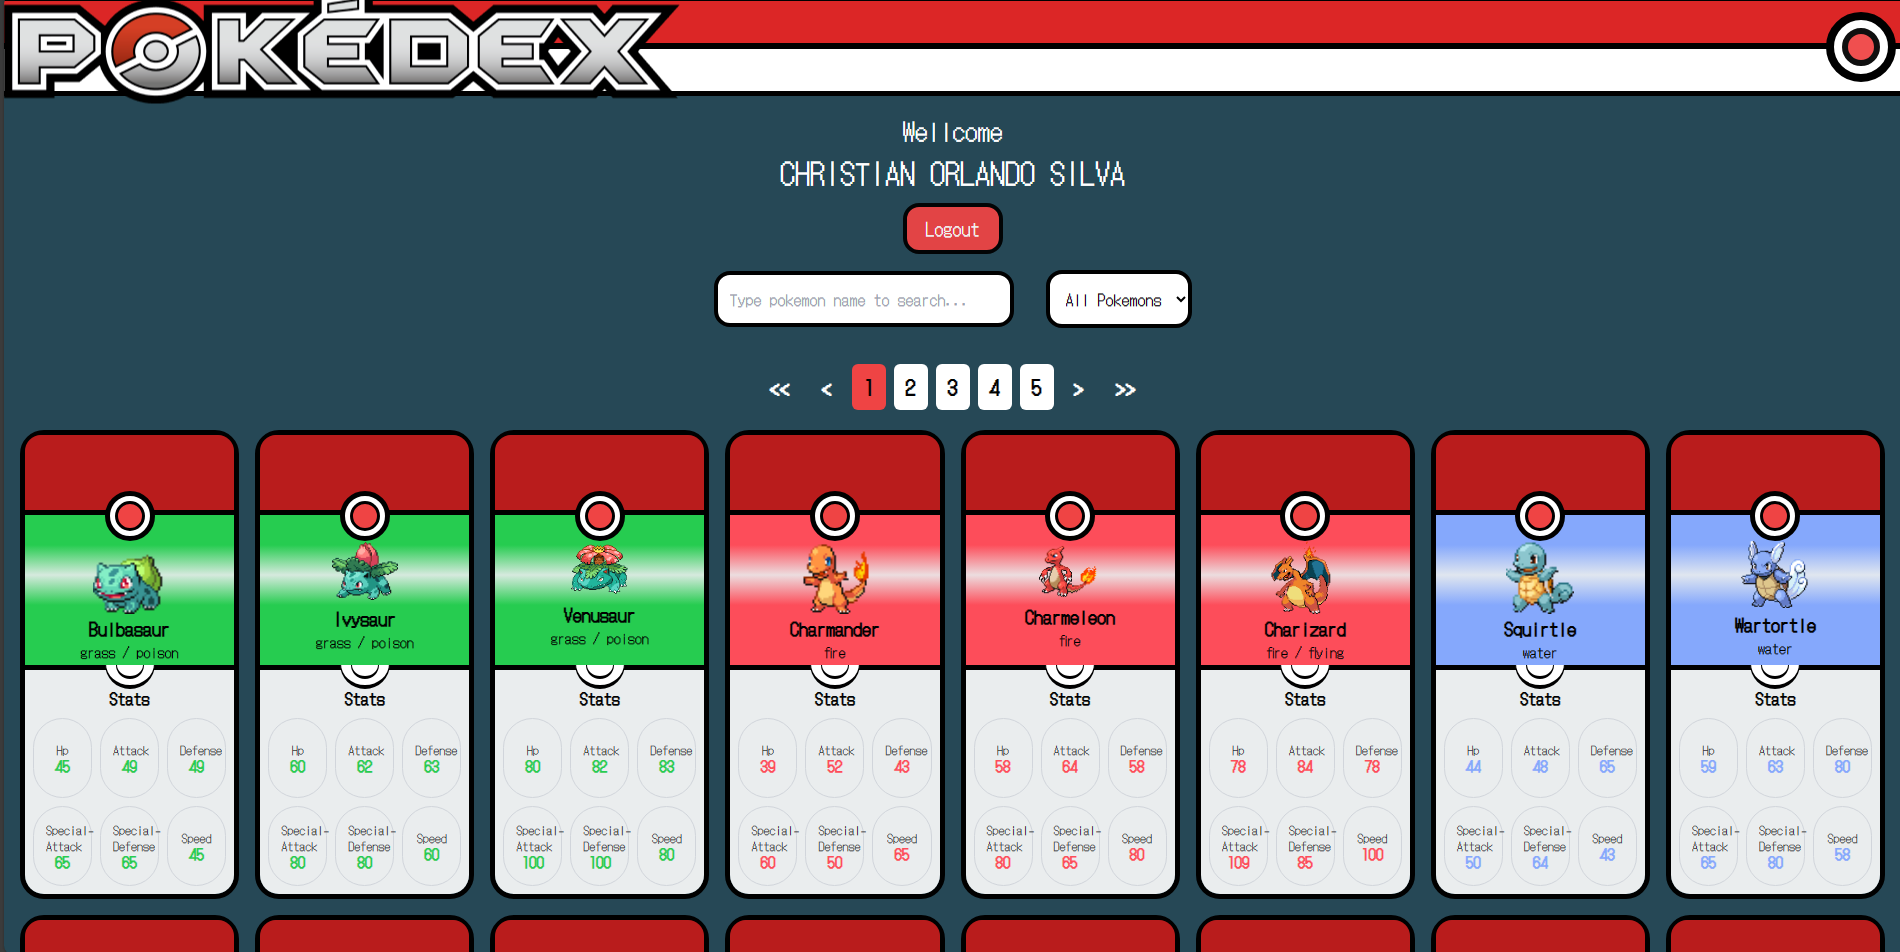 POKÉDEX
Wellcome
CHRISTIAN ORLANDO SILVA
Logout
Type pokemon name to search...
All Pokemons
<< < 1 2 3 4 5 > >>
Bulbasaur
grass / poison
Stats
Hp Attack Defense
45 49 49
Special- Special- Speed
Attack Defense 45
65 65
Ivysaur
grass / poison
Stats
Hp Attack Defense
60 62 63
Special- Special- Speed
Attack Defense 60
80 80
Venusaur
grass / poison
Stats
Hp Attack Defense
80 82 83
Special- Special- Speed
Attack Defense 80
100 100
Charmander
fire
Stats
Hp Attack Defense
39 52 43
Special- Special- Speed
Attack Defense 65
60 50
Charmeleon
fire
Stats
Hp Attack Defense
58 64 58
Special- Special- Speed
Attack Defense 80
80 65
Charizard
fire / flying
Stats
Hp Attack Defense
78 84 78
Special- Special- Speed
Attack Defense 100
109 85
Squirtle
water
Stats
Hp Attack Defense
44 48 65
Special- Special- Speed
Attack Defense 43
50 64
Wartortle
water
Stats
Hp Attack Defense
59 63 80
Special- Special- Speed
Attack Defense 58
65 80